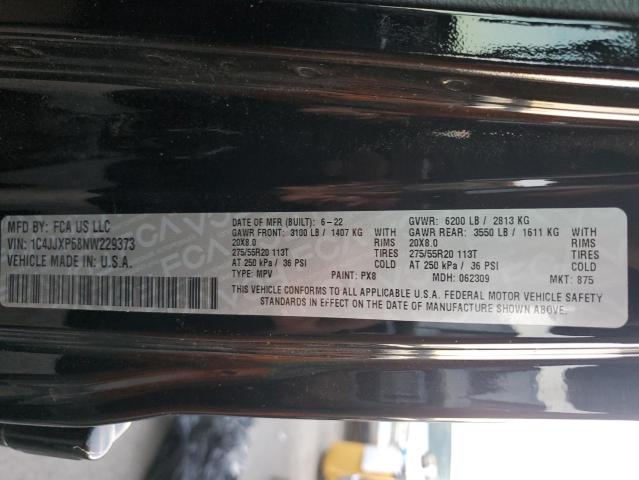 MFD BY: FCA US LLC
VIN: 1C4JJXP68NW229373
VEHICLE MADE IN: U.S.A.
DATE OF MFR (BUILT): 6-22 GVWR: 6200 LB / 2813 KG
GAWR FRONT: 3100 LB / 1407 KG WITH GAWR REAR: 3550 LB / 1611 KG WITH
20X8.0 RIMS 20X8.0 RIMS
275/55R20 113T TIRES 275/55R20 113T TIRES
AT 250 kPa / 36 PSI COLD AT 250 kPa / 36 PSI COLD
TYPE: MPV PAINT: PX8 MDH: 062309 MKT: 875
THIS VEHICLE CONFORMS TO ALL APPLICABLE U.S.A. FEDERAL MOTOR VEHICLE SAFETY
STANDARDS IN EFFECT ON THE DATE OF MANUFACTURE SHOWN ABOVE.